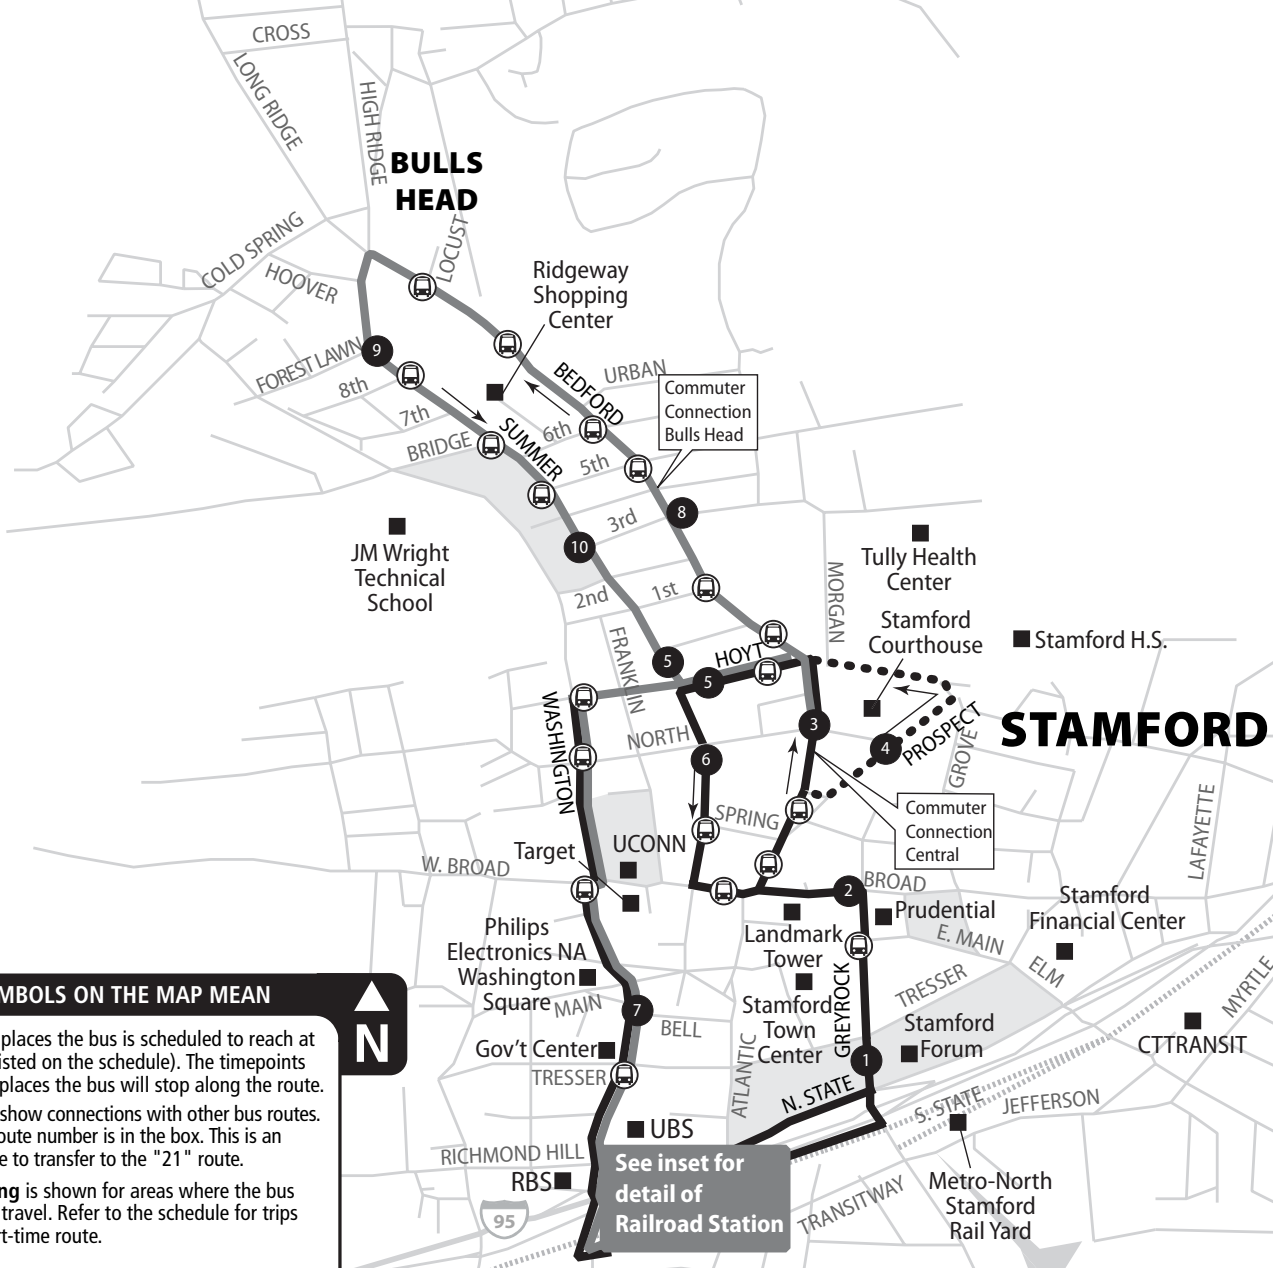 CROSS
LONG RIDGE
HIGH RIDGE
BULLS
HEAD
LOCUST
COLD SPRING
HOOVER
Ridgeway
Shopping
Center
FOREST LAWN
9
8th
7th
BRIDGE
SUMMER
BEDFORD
URBAN
6th
5th
Commuter
Connection
Bulls Head
8
3rd
10
JM Wright
Technical
School
2nd
1st
MORGAN
Tully Health
Center
Stamford
Courthouse
Stamford H.S.
FRANKLIN
5
HOYT
5
WASHINGTON
NORTH
6
3
4
PROSPECT
GROVE
STAMFORD
SPRING
Commuter
Connection
Central
LAFAYETTE
Target
UCONN
W. BROAD
2
BROAD
Prudential
E. MAIN
Stamford
Financial Center
ELM
MYRTLE
Philips
Electronics NA
Washington
Square
MAIN
7
BELL
Landmark
Tower
Stamford
Town
Center
GREYROCK
TRESSER
Stamford
Forum
CTTRANSIT
Gov't Center
TRESSER
ATLANTIC
1
N. STATE
S. STATE
JEFFERSON
UBS
RICHMOND HILL
RBS
95
See inset for
detail of
Railroad Station
TRANSITWAY
Metro-North
Stamford
Rail Yard
MBOLS ON THE MAP MEAN
N
places the bus is scheduled to reach at
isted on the schedule). The timepoints
places the bus will stop along the route.
show connections with other bus routes.
oute number is in the box. This is an
e to transfer to the "21" route.
ng is shown for areas where the bus
travel. Refer to the schedule for trips
rt-time route.